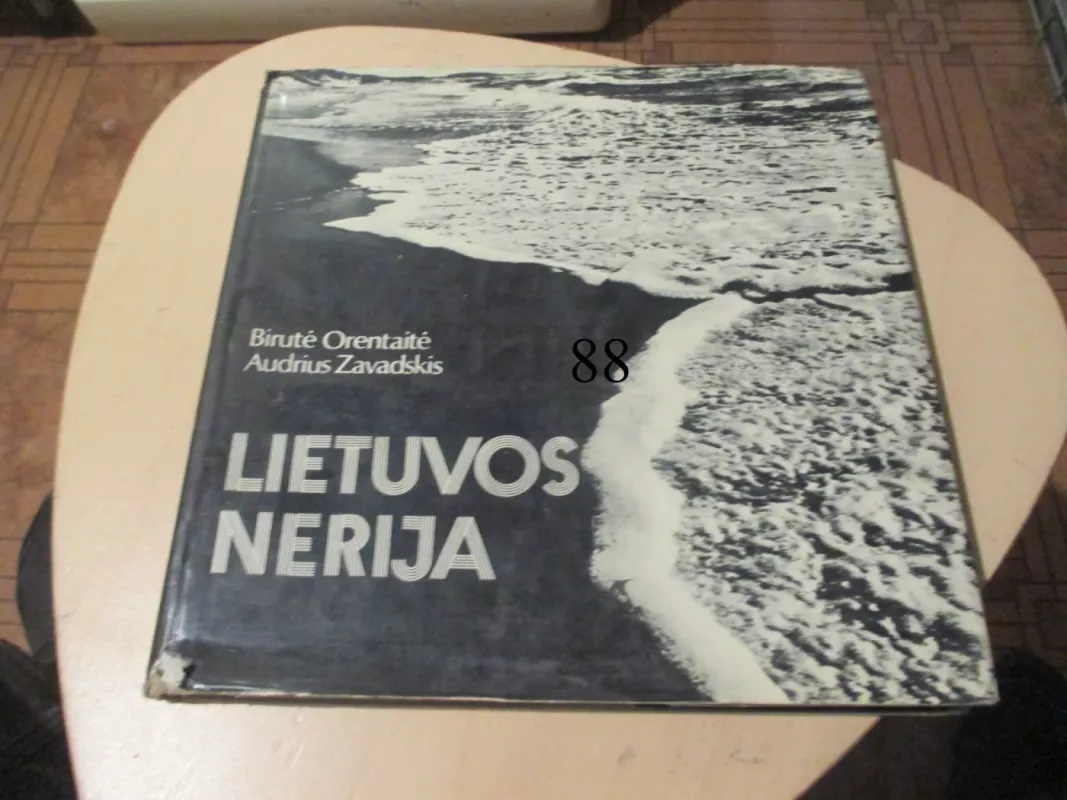 Birutė Orentaitė
Audrius Zavadskis
88
LIETUVOS
NERIJA